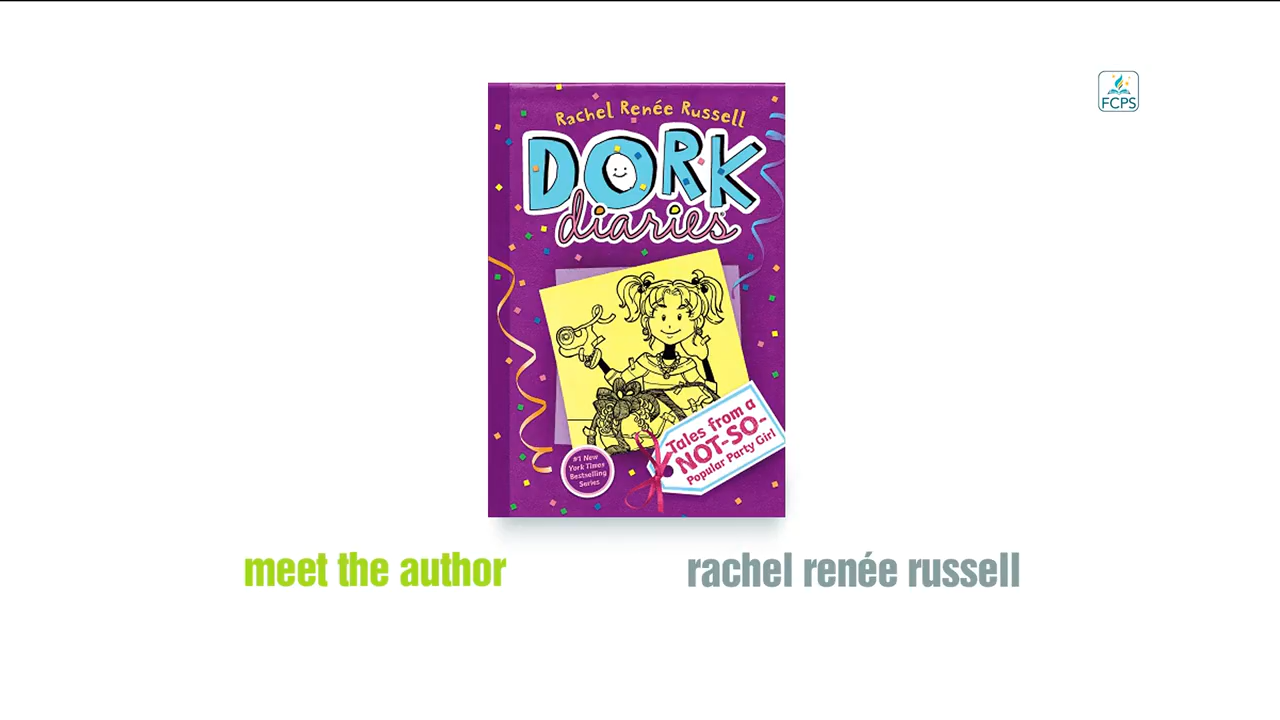 FCPS
Rachel Renée Russell
DORK
diaries
Tales from a
NOT-SO-
Popular Party Girl
#1 New
York Times
Bestselling
Series
meet the author
rachel renée russell